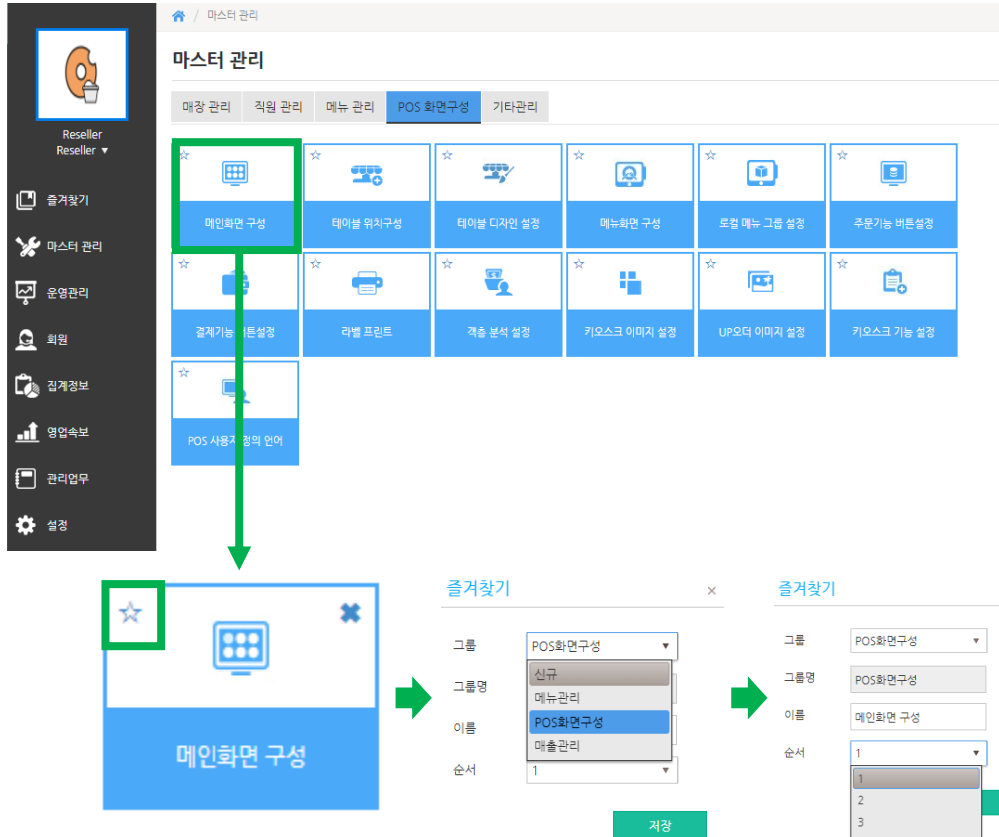 / 마스터 관리
마스터 관리
매장 관리 직원 관리 메뉴 관리 POS 화면구성 기타관리
Reseller
Reseller ▼
즐겨찾기
마스터 관리
운영관리
회원
집계정보
영업속보
관리업무
설정
메인화면 구성 테이블 위치구성 테이블 디자인 설정 메뉴화면 구성 로컬 메뉴 그룹 설정 주문기능 버튼설정
결제기능 버튼설정 라벨 프린트 객층 분석 설정 키오스크 이미지 설정 UP오더 이미지 설정 키오스크 기능 설정
POS 사용자 정의 언어
메인화면 구성
즐겨찾기 ×
그룹 POS화면구성 ▼
신규
메뉴관리
POS화면구성
매출관리
그룹명
이름
순서 1 ▼
저장
즐겨찾기
그룹 POS화면구성 ▼
그룹명 POS화면구성
이름 메인화면 구성
순서 1 ▼
1
2
3